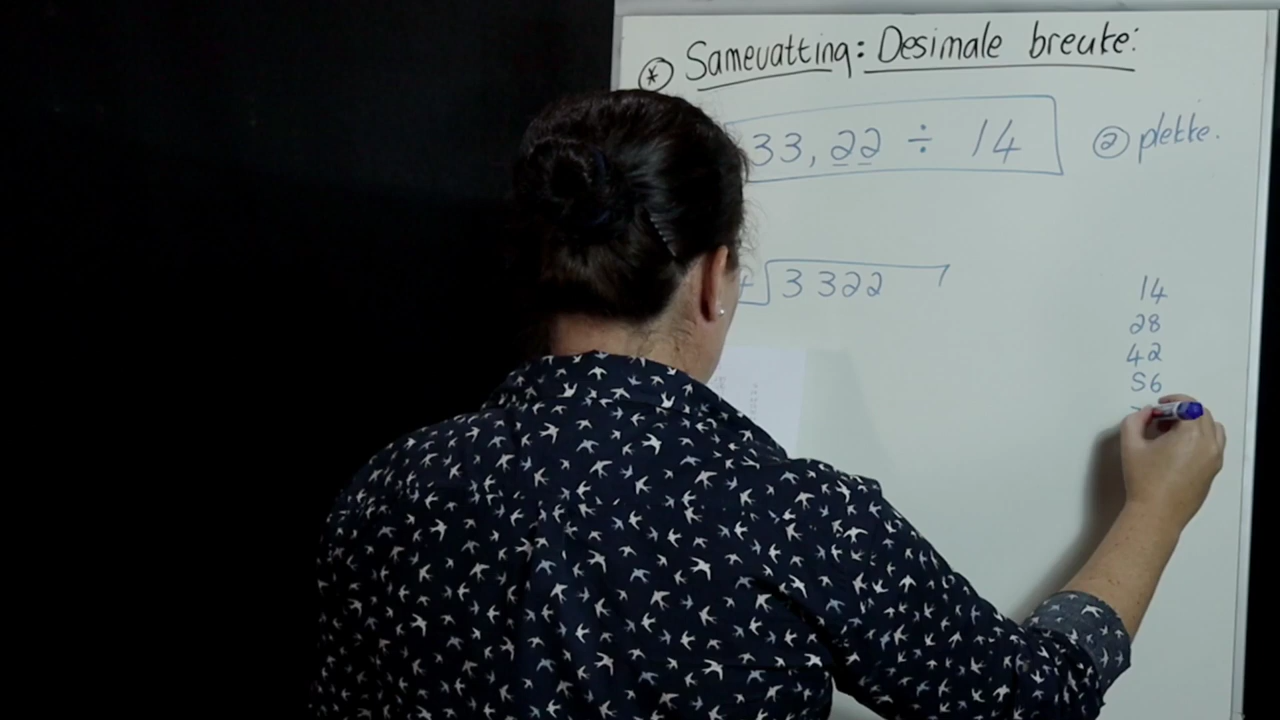 * Samevatting: Desimale breuke:
33,22 ÷ 14
② plekke.
3322
14
28
42
56